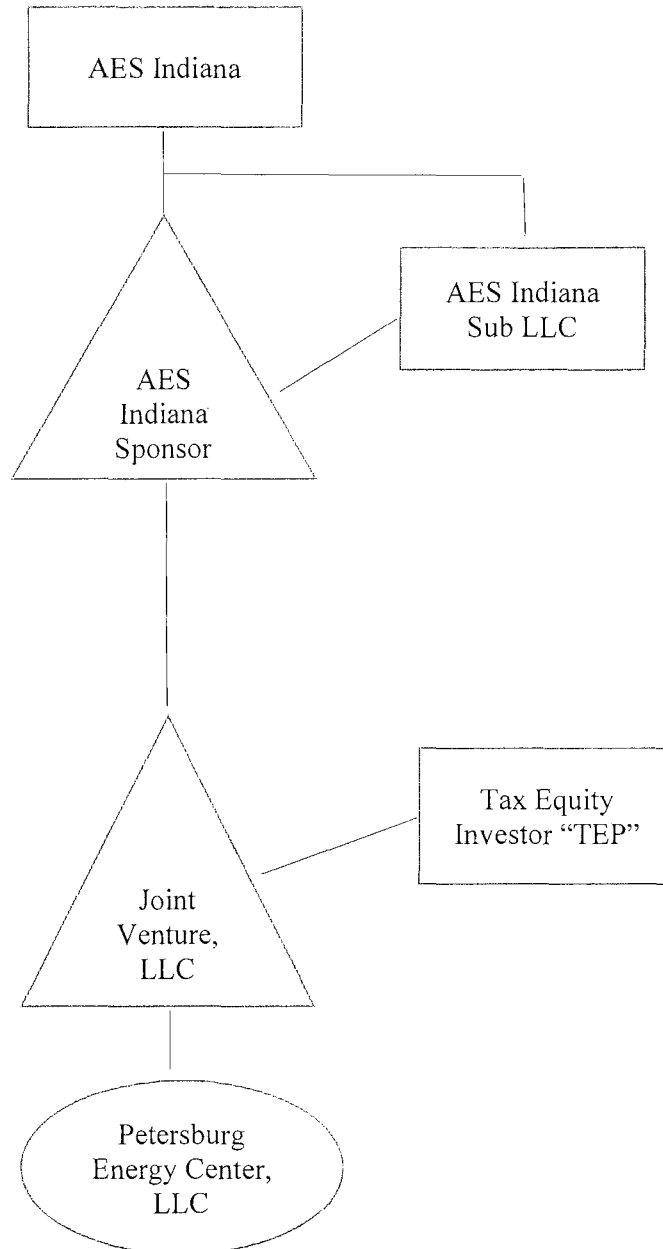 AES Indiana
AES Indiana
Sub LLC
AES
Indiana
Sponsor
Tax Equity
Investor “TEP”
Joint
Venture,
LLC
Petersburg
Energy Center,
LLC